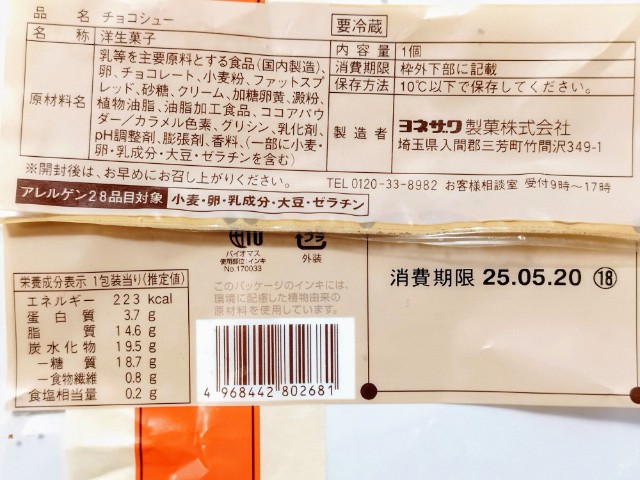 品名 チョコシュー
名称 洋生菓子
原材料名 乳等を主要原料とする食品(国内製造)、
卵、チョコレート、小麦粉、ファットスプ
レッド、砂糖、クリーム、加糖卵黄、澱粉、
植物油脂、油脂加工食品、ココアパウ
ダー/カラメル色素、グリシン、乳化剤、
pH調整剤、膨張剤、香料、(一部に小麦・
卵・乳成分・大豆・ゼラチンを含む)
要冷蔵
内容量 1個
消費期限 枠外下部に記載
保存方法 10℃以下で保存してください。
製造者 ヨネザワ製菓株式会社
埼玉県入間郡三芳町竹間沢349-1
※開封後は、お早めにお召し上がりください。
TEL 0120-33-8982 お客様相談室 受付9時〜17時
アレルゲン28品目対象 小麦・卵・乳成分・大豆・ゼラチン
バイオマス
使用部位:インキ
No.170033
プラ
外装
このパッケージのインキには、
環境に配慮した植物由来の
原材料を使用しています。
消費期限 25.05.20 ⑱
栄養成分表示 1包装当り(推定値)
エネルギー 223 kcal
蛋白質 3.7 g
脂質 14.6 g
炭水化物 19.5 g
―糖質 18.7 g
―食物繊維 0.8 g
食塩相当量 0.2 g
4 968442 802681